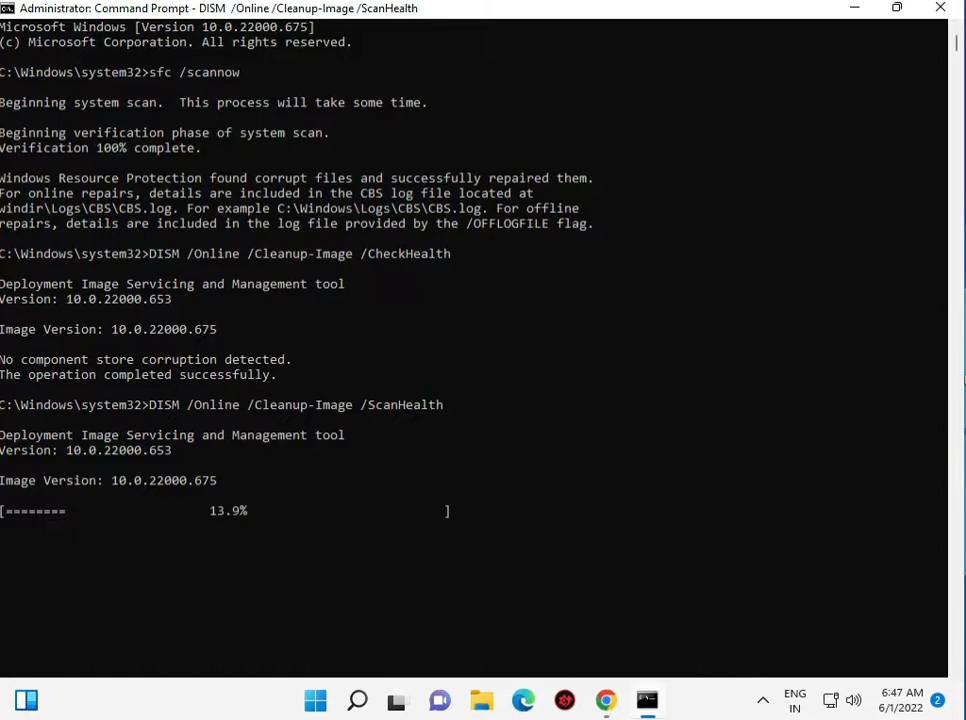 Administrator: Command Prompt - DISM  /Online /Cleanup-Image /ScanHealth
Microsoft Windows [Version 10.0.22000.675]
(c) Microsoft Corporation. All rights reserved.
C:\Windows\system32>sfc /scannow
Beginning system scan.  This process will take some time.
Beginning verification phase of system scan.
Verification 100% complete.
Windows Resource Protection found corrupt files and successfully repaired them.
For online repairs, details are included in the CBS log file located at
windir\Logs\CBS\CBS.log. For example C:\Windows\Logs\CBS\CBS.log. For offline
repairs, details are included in the log file provided by the /OFFLOGFILE flag.
C:\Windows\system32>DISM /Online /Cleanup-Image /CheckHealth
Deployment Image Servicing and Management tool
Version: 10.0.22000.653
Image Version: 10.0.22000.675
No component store corruption detected.
The operation completed successfully.
C:\Windows\system32>DISM /Online /Cleanup-Image /ScanHealth
Deployment Image Servicing and Management tool
Version: 10.0.22000.653
Image Version: 10.0.22000.675
[========                   13.9%                          ]
ENG
IN
6:47 AM
6/1/2022
2